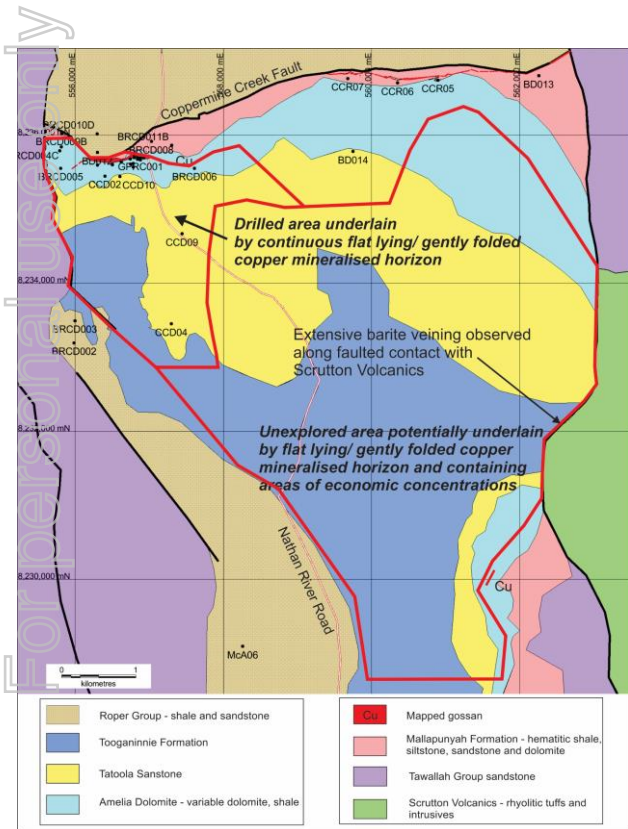 For personal use only
556,000 mE
558,000 mE
560,000 mE
562,000 mE
Coppermine Creek Fault
CCR07
CCR06
CCR05
BD013
BRCD010D
BRCD009B
BRCD011B
BRCD008
Cu
GPRC001
BRCD005
CCD02
CCD10
BRCD006
BD014
Drilled area underlain
by continuous flat lying/ gently folded
copper mineralised horizon
CCD09
8,234,000 mN
BRCD003
BRCD002
CCD04
Extensive barite veining observed
along faulted contact with
Scrutton Volcanics
Unexplored area potentially underlain
by flat lying/ gently folded copper
mineralised horizon and containing
areas of economic concentrations
8,230,000 mN
Nathan River Road
Cu
McA06
0 1
kilometres
Roper Group - shale and sandstone
Tooganinnie Formation
Tatoola Sanstone
Amelia Dolomite - variable dolomite, shale
Cu Mapped gossan
Mallapunyah Formation - hematitic shale,
siltstone, sandstone and dolomite
Tawallah Group sandstone
Scrutton Volcanics - rhyolitic tuffs and
intrusives